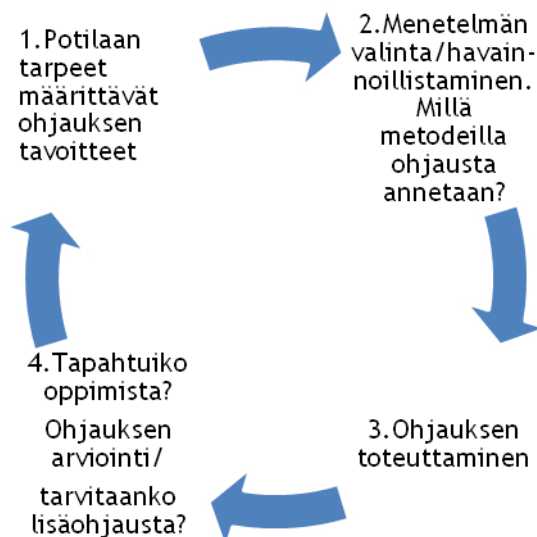 1.Potilaan
tarpeet
määrittävät
ohjauksen
tavoitteet
2.Menetelmän
valinta/havain-
noillistaminen.
Millä
metodeilla
ohjausta
annetaan?
3.Ohjauksen
toteuttaminen
4.Tapahtuiko
oppimista?
Ohjauksen
arviointi/
tarvitaanko
lisäohjausta?